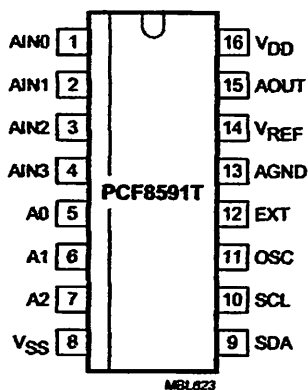 AIN0 1 16 VDD
AIN1 2 15 AOUT
AIN2 3 14 VREF
AIN3 4 13 AGND
PCF8591T
A0 5 12 EXT
A1 6 11 OSC
A2 7 10 SCL
VSS 8 9 SDA
MBL823